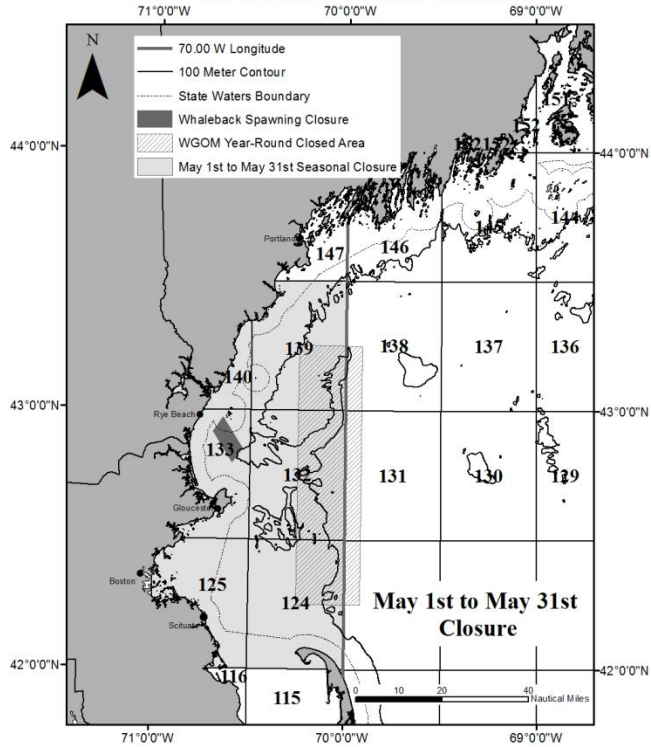 71°0'0"W 70°0'0"W 69°0'0"W
N
70.00 W Longitude
100 Meter Contour
State Waters Boundary
Whaleback Spawning Closure
WGOM Year-Round Closed Area
May 1st to May 31st Seasonal Closure
151
152
44°0'0"N
44°0'0"N
144
145
Portland
147
146
139
138
137
136
140
43°0'0"N
43°0'0"N
Rye Beach
133
132
131
130
129
Gloucester
Boston
125
124
Scituate
May 1st to May 31st
Closure
42°0'0"N
42°0'0"N
116
115
0 10 20 40
Nautical Miles
71°0'0"W 70°0'0"W 69°0'0"W